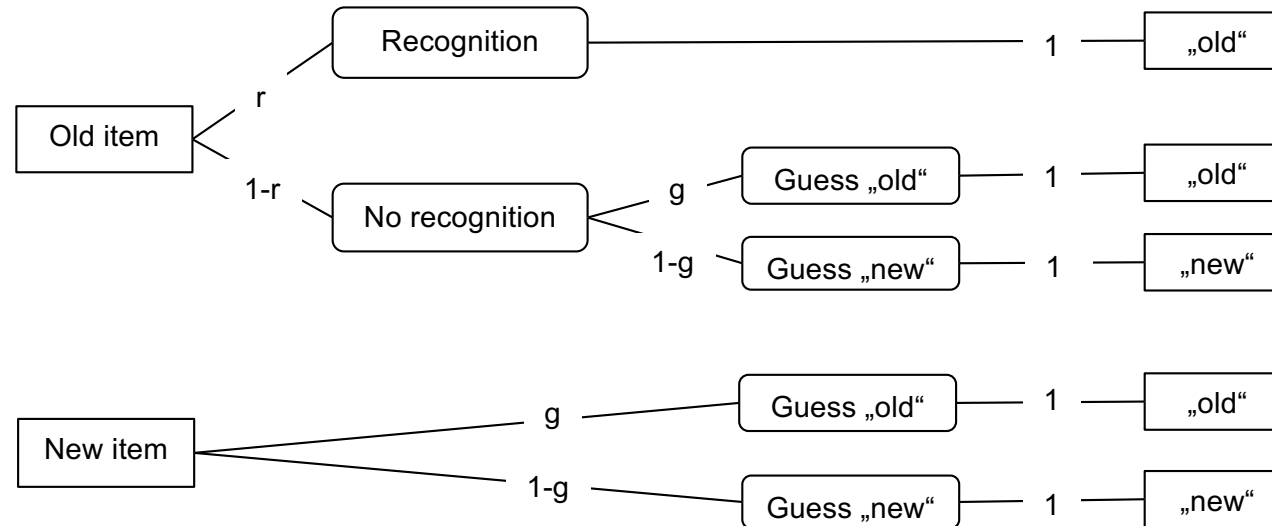 Recognition
1
„old“
r
Old item
1-r
No recognition
g
Guess „old“
1
„old“
1-g
Guess „new“
1
„new“
New item
g
Guess „old“
1
„old“
1-g
Guess „new“
1
„new“